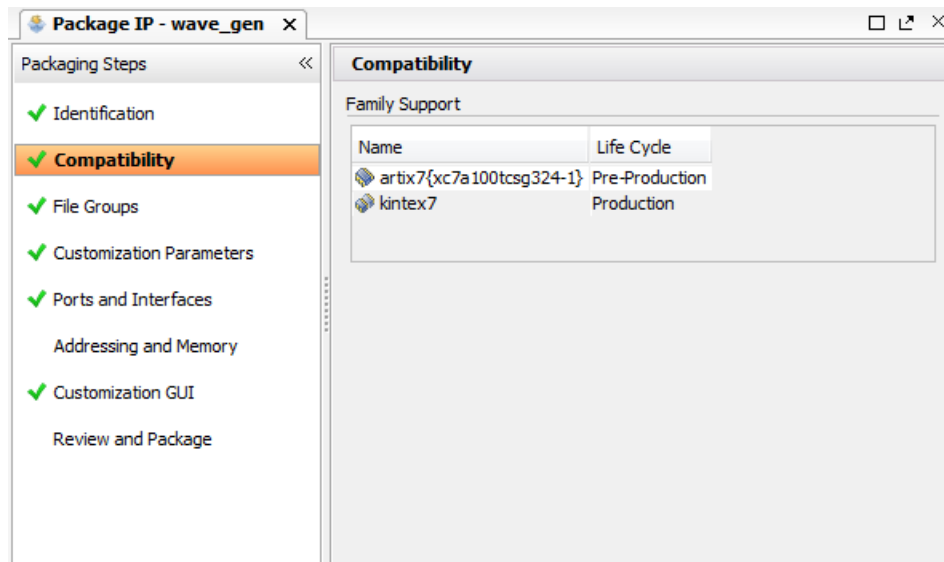 Package IP - wave_gen
Packaging Steps
Identification
Compatibility
File Groups
Customization Parameters
Ports and Interfaces
Addressing and Memory
Customization GUI
Review and Package
Compatibility
Family Support
Name Life Cycle
artix7{xc7a100tcsg324-1} Pre-Production
kintex7 Production